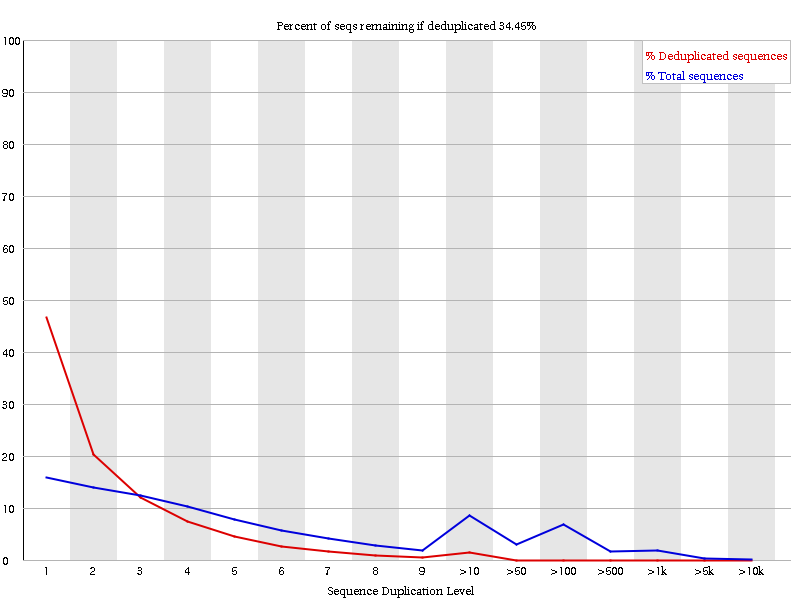 Percent of seqs remaining if deduplicated 34.45%
% Deduplicated sequences
% Total sequences
100
90
80
70
60
50
40
30
20
10
0
1 2 3 4 5 6 7 8 9 >10 >50 >100 >500 >1k >5k >10k
Sequence Duplication Level